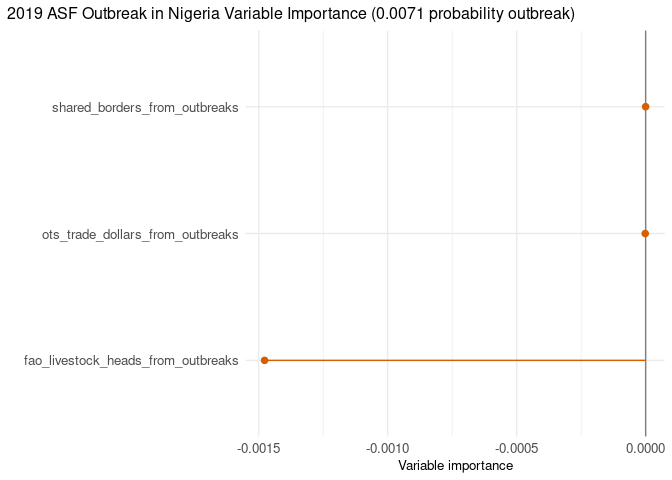 2019 ASF Outbreak in Nigeria Variable Importance (0.0071 probability outbreak)
shared_borders_from_outbreaks
ots_trade_dollars_from_outbreaks
fao_livestock_heads_from_outbreaks
-0.0015 -0.0010 -0.0005 0.0000
Variable importance